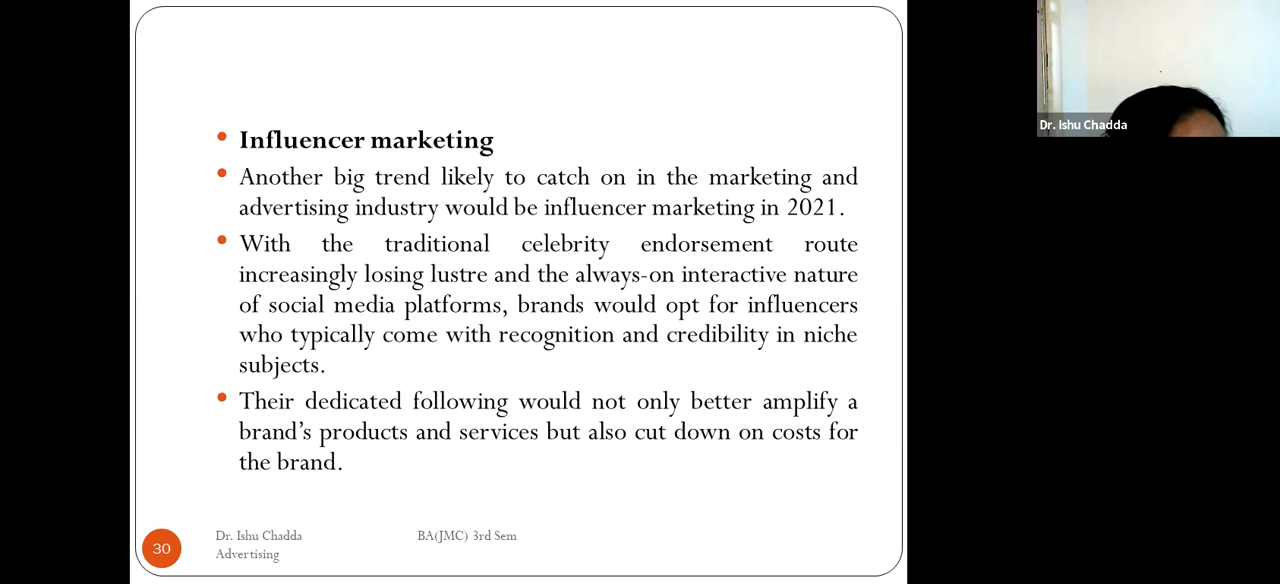 Influencer marketing
Another big trend likely to catch on in the marketing and
advertising industry would be influencer marketing in 2021.
With the traditional celebrity endorsement route
increasingly losing lustre and the always-on interactive nature
of social media platforms, brands would opt for influencers
who typically come with recognition and credibility in niche
subjects.
Their dedicated following would not only better amplify a
brand's products and services but also cut down on costs for
the brand.
30
Dr. Ishu Chadda
Advertising
BA(JMC) 3rd Sem
Dr. Ishu Chadda